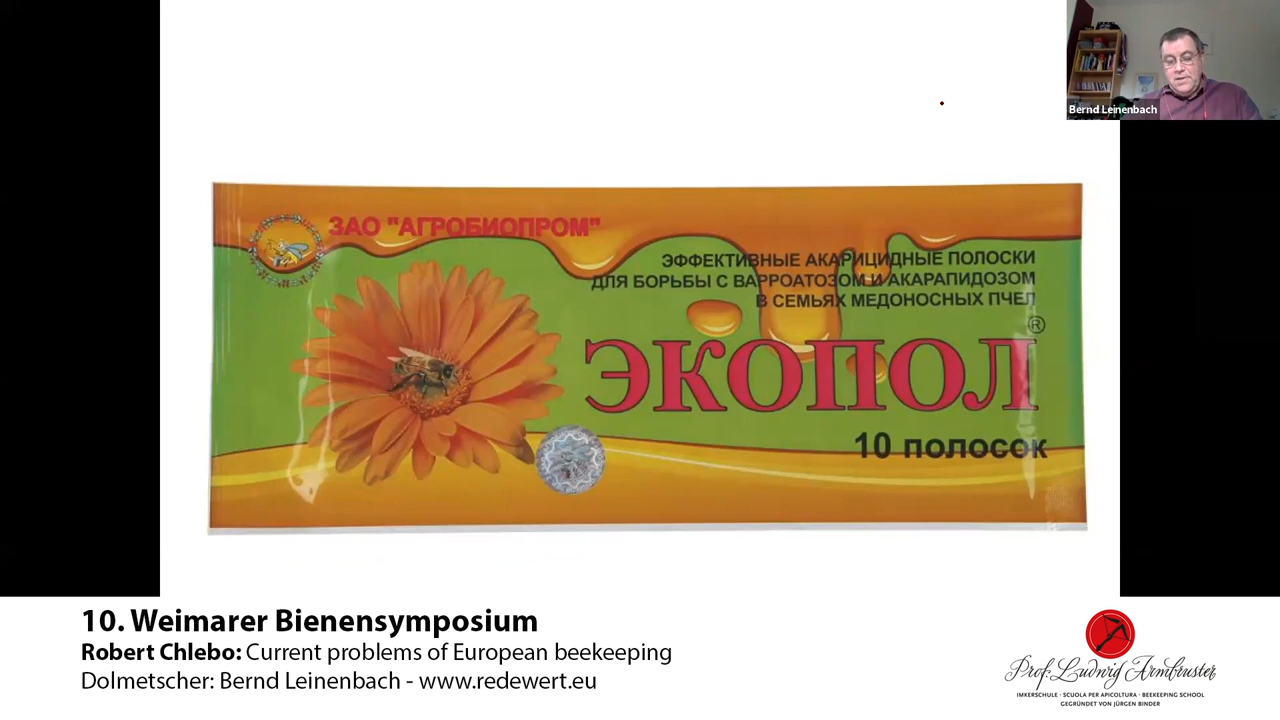 Bernd Leinenbach
ЗАО "АГРОБИОПРОМ"
ЭФФЕКТИВНЫЕ АКАРИЦИДНЫЕ ПОЛОСКИ
ДЛЯ БОРЬБЫ С ВАРРОАТОЗОМ И АКАРАПИДОЗОМ
В СЕМЬЯХ МЕДОНОСНЫХ ПЧЕЛ
ЭКОПОЛ®
10 полосок
10. Weimarer Bienensymposium
Robert Chlebo: Current problems of European beekeeping
Dolmetscher: Bernd Leinenbach - www.redewert.eu
Prof. Ludwig Armbruster
IMKERSCHULE · SCUOLA PER APICOLTURA · BEEKEEPING SCHOOL
GEGRÜNDET VON JÜRGEN BINDER